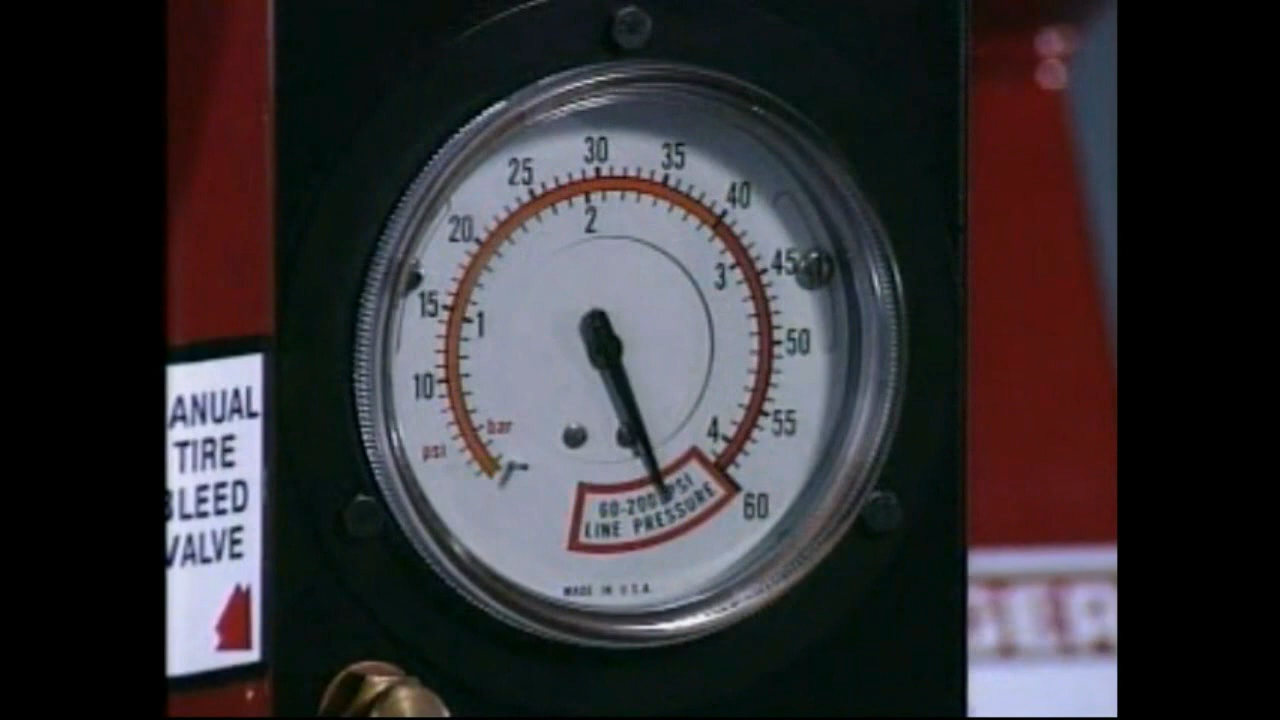 30
35
25
40
20
2
45
3
15
1
50
10
55
4
bar
psi
60-200 PSI
LINE PRESSURE
60
MADE IN U.S.A.
ANUAL
TIRE
BLEED
VALVE